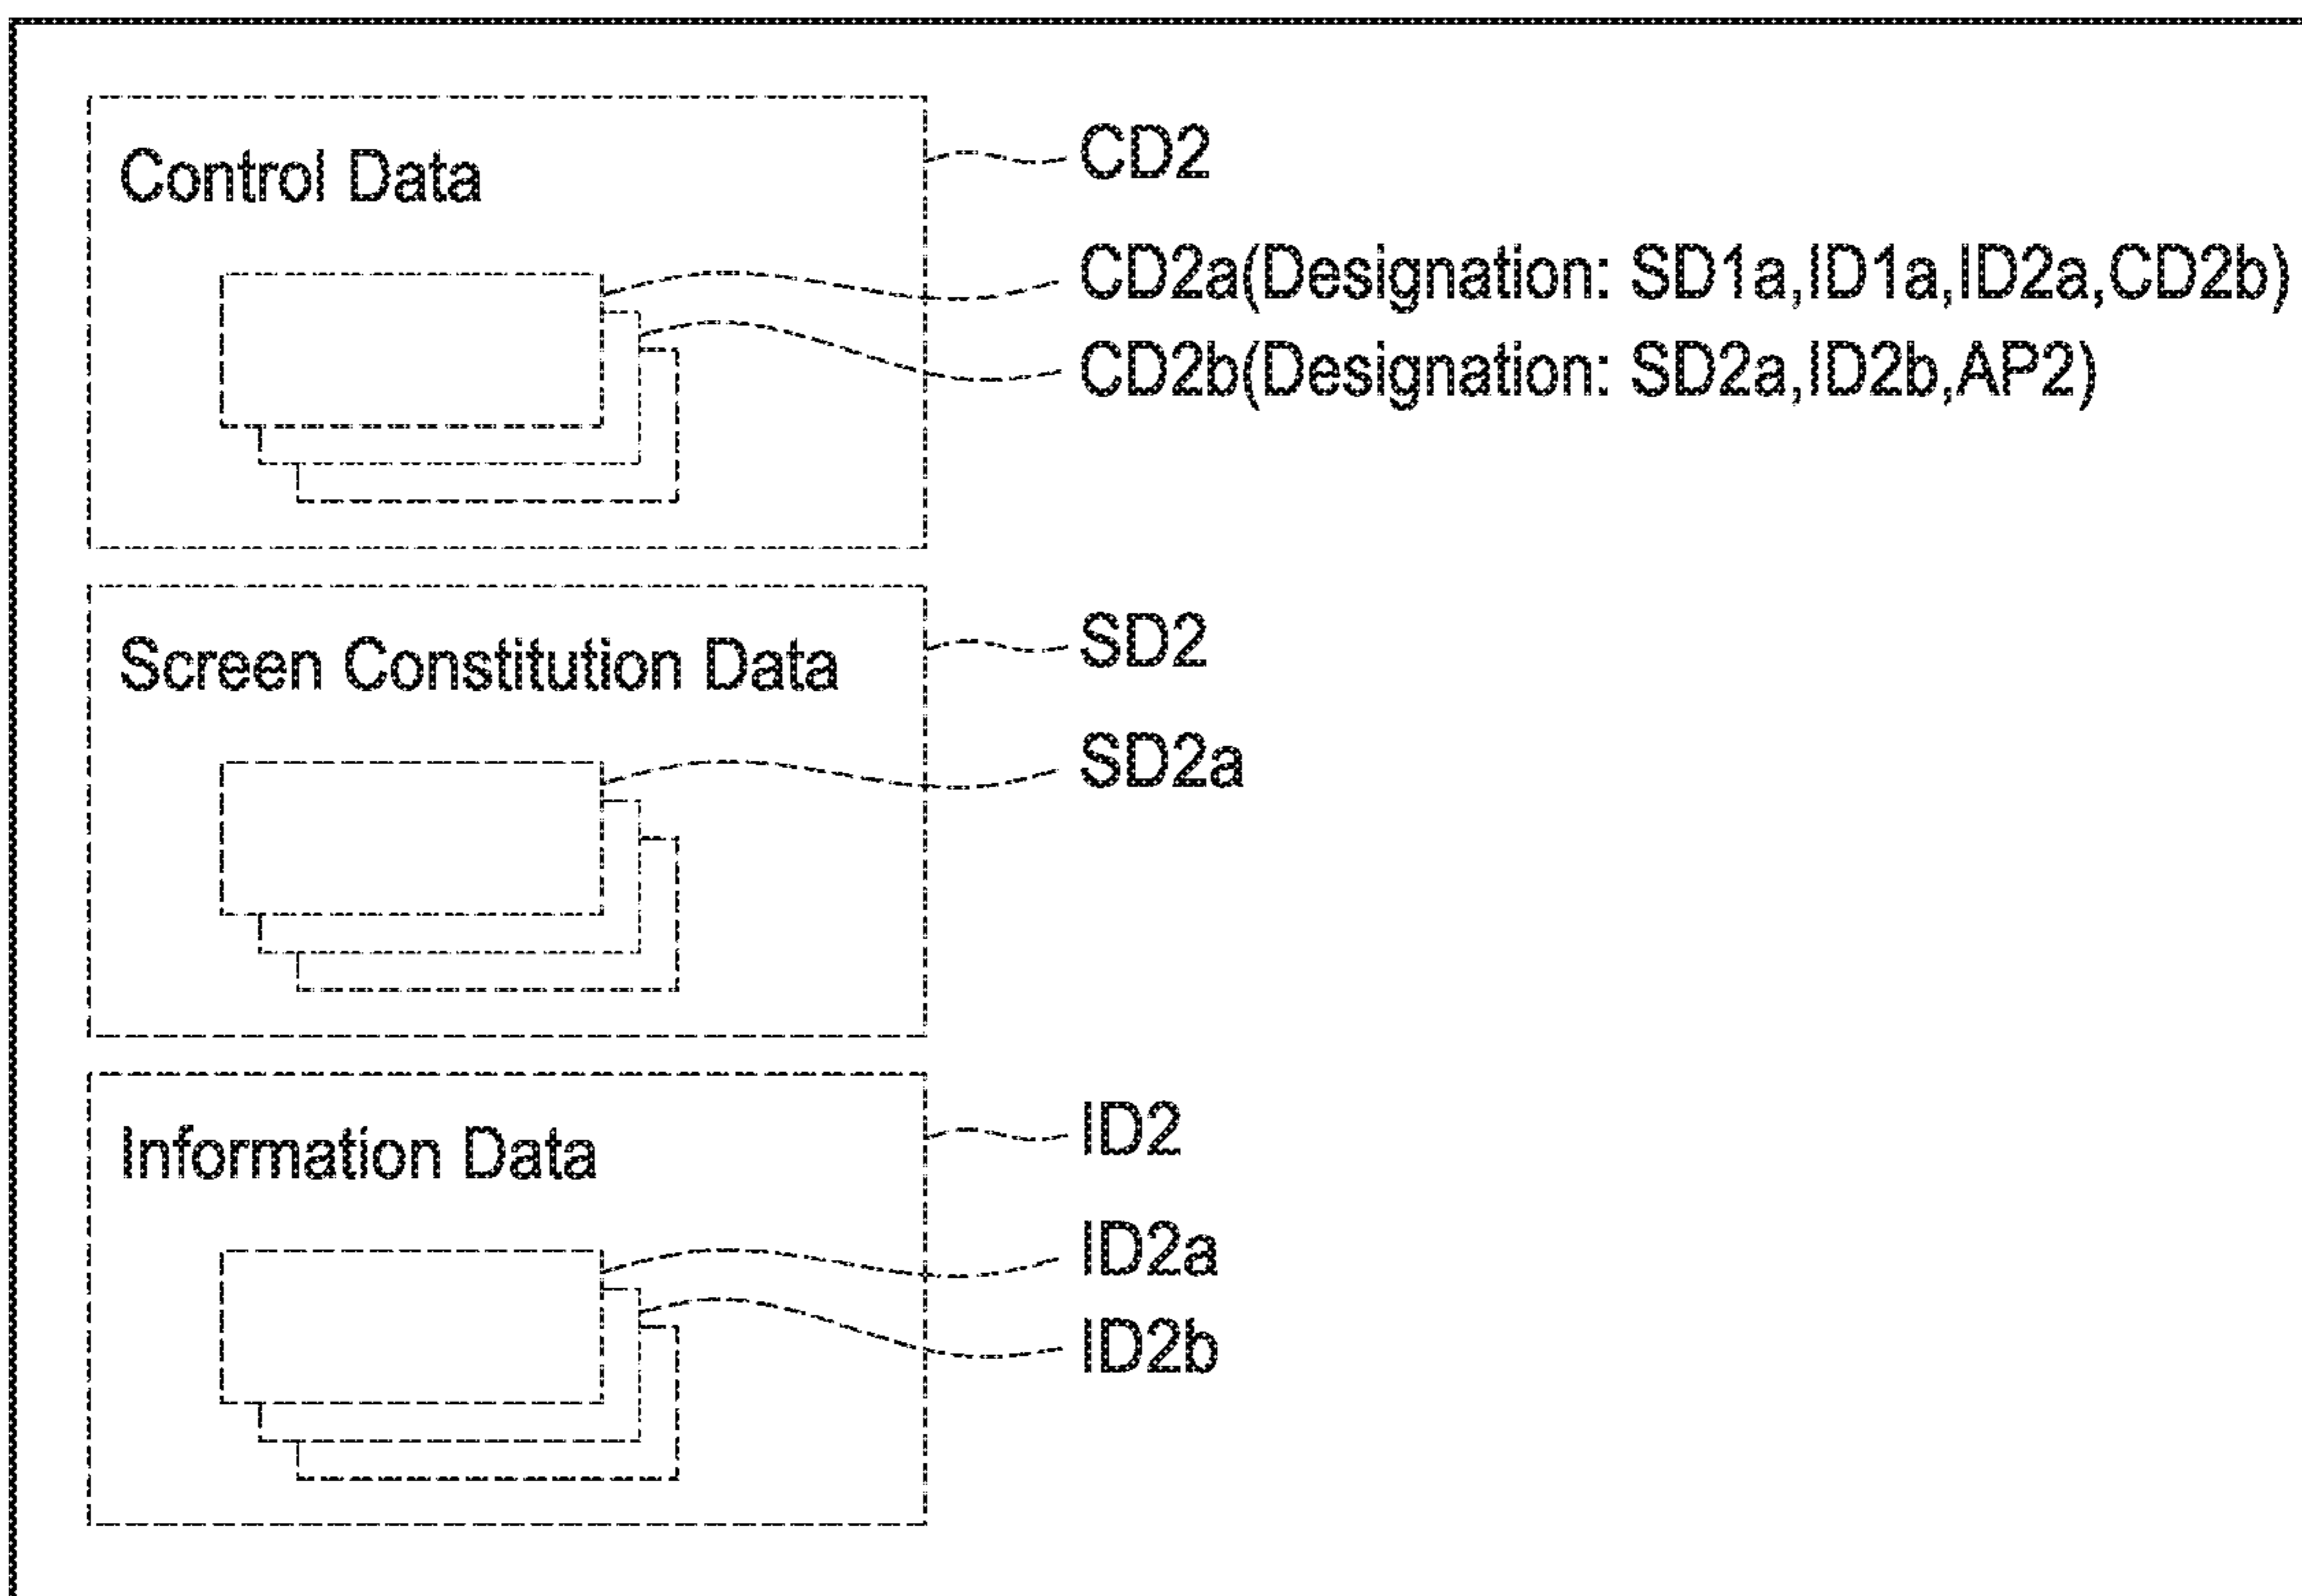 Control Data
CD2
CD2a(Designation: SD1a,ID1a,ID2a,CD2b)
CD2b(Designation: SD2a,ID2b,AP2)
Screen Constitution Data
SD2
SD2a
Information Data
ID2
ID2a
ID2b